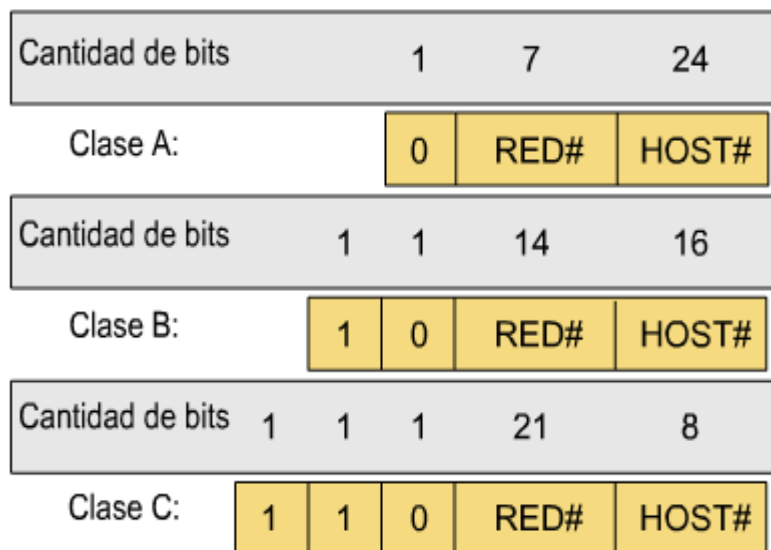 Cantidad de bits 1 7 24
Clase A: 0 RED# HOST#
Cantidad de bits 1 1 14 16
Clase B: 1 0 RED# HOST#
Cantidad de bits 1 1 1 21 8
Clase C: 1 1 0 RED# HOST#